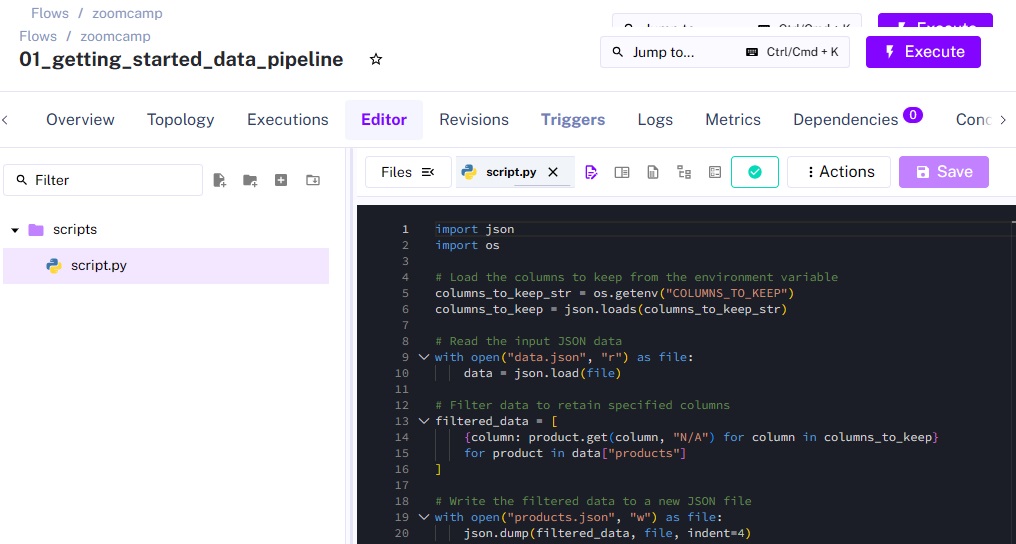 Flows / zoomcamp
Flows / zoomcamp
01_getting_started_data_pipeline
Jump to... Ctrl/Cmd + K
Execute
Overview Topology Executions Editor Revisions Triggers Logs Metrics Dependencies 0
Filter
Files script.py Actions Save
scripts
script.py
1 import json
2 import os
3
4 # Load the columns to keep from the environment variable
5 columns_to_keep_str = os.getenv("COLUMNS_TO_KEEP")
6 columns_to_keep = json.loads(columns_to_keep_str)
7
8 # Read the input JSON data
9 with open("data.json", "r") as file:
10 data = json.load(file)
11
12 # Filter data to retain specified columns
13 filtered_data = [
14 {column: product.get(column, "N/A") for column in columns_to_keep}
15 for product in data["products"]
16 ]
17
18 # Write the filtered data to a new JSON file
19 with open("products.json", "w") as file:
20 json.dump(filtered_data, file, indent=4)